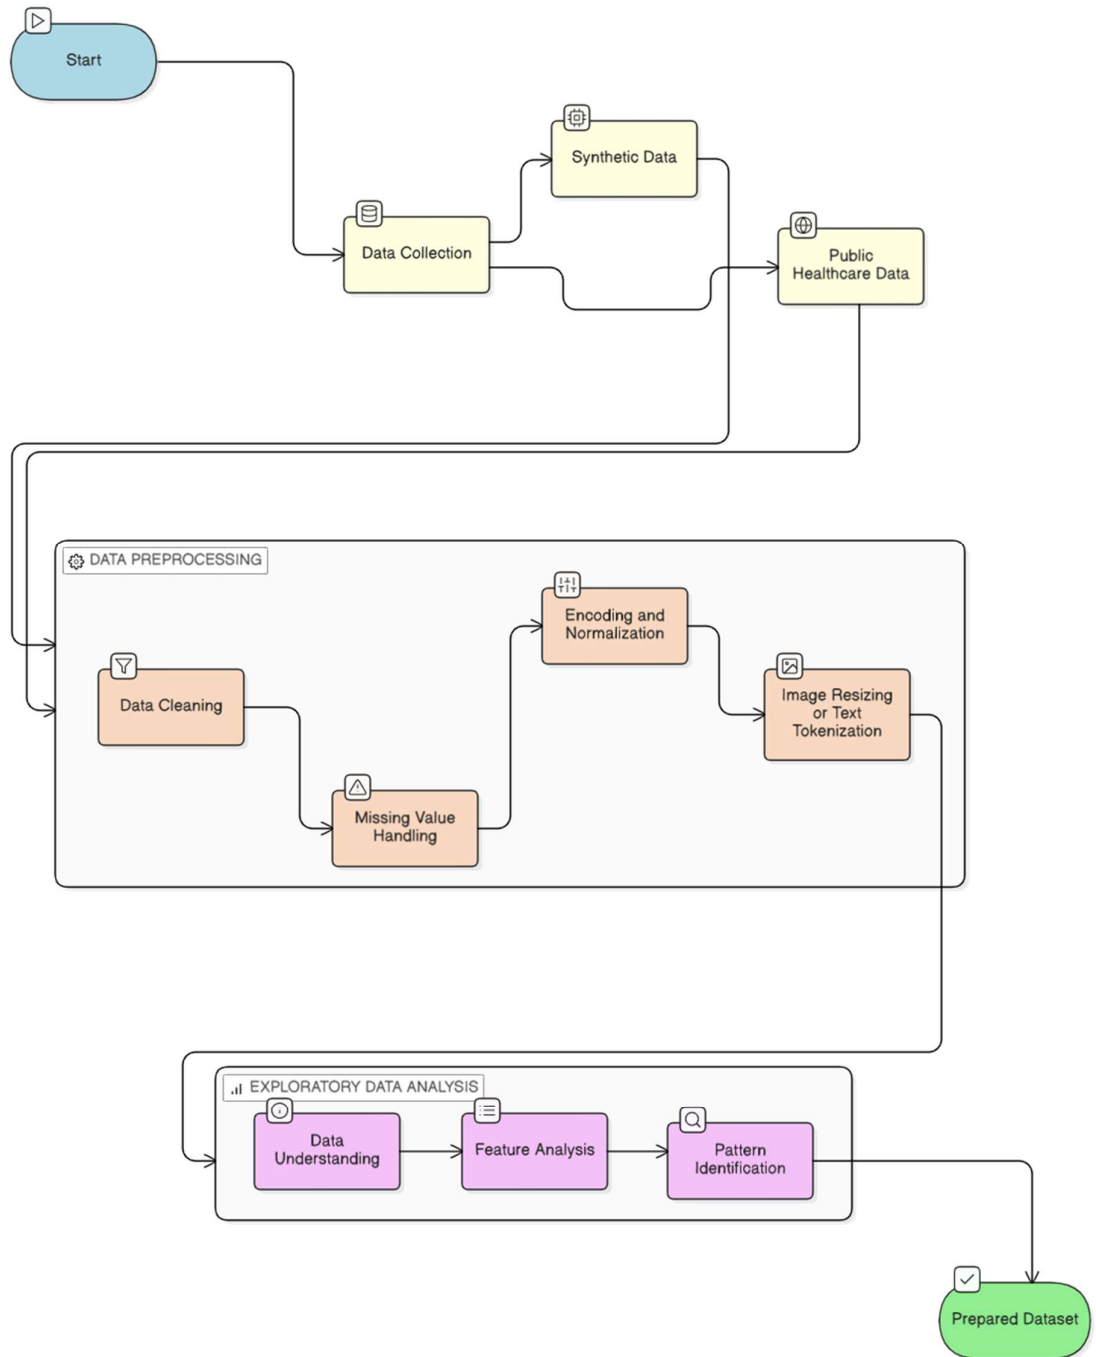 Start
Synthetic Data
Data Collection
Public
Healthcare Data
DATA PREPROCESSING
Encoding and
Normalization
Data Cleaning
Image Resizing
or Text
Tokenization
Missing Value
Handling
EXPLORATORY DATA ANALYSIS
Data
Understanding
Feature Analysis
Pattern
Identification
Prepared Dataset